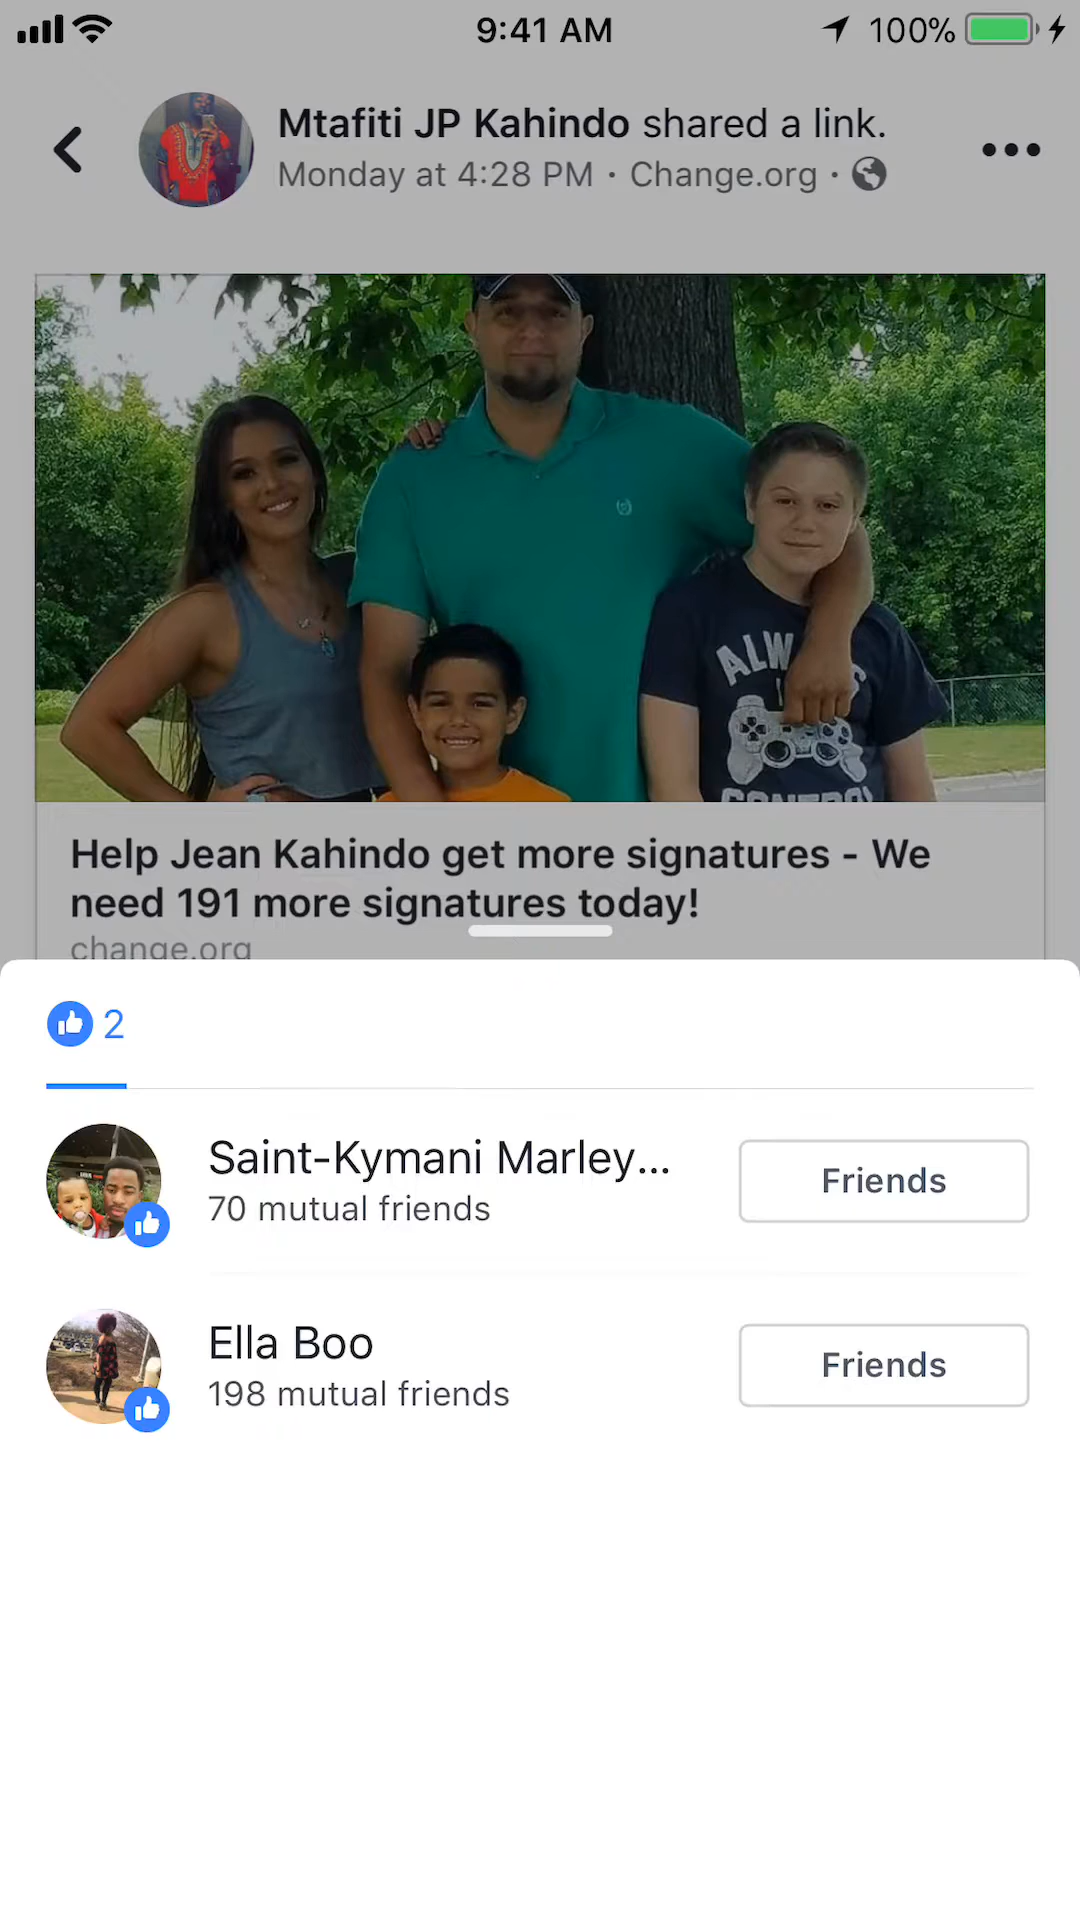 9:41 AM
100%
Mtafiti JP Kahindo shared a link.
Monday at 4:28 PM · Change.org ·
ALWAYS
CONTROL
Help Jean Kahindo get more signatures - We
need 191 more signatures today!
change.org
2
Saint-Kymani Marley...
70 mutual friends
Friends
Ella Boo
198 mutual friends
Friends